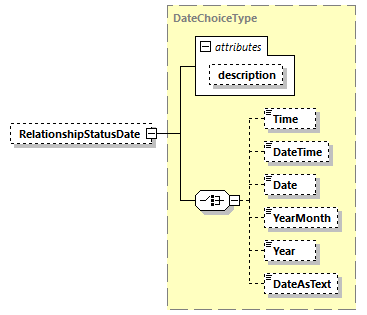 DateChoiceType
attributes
description
RelationshipStatusDate
Time
DateTime
Date
YearMonth
Year
DateAsText